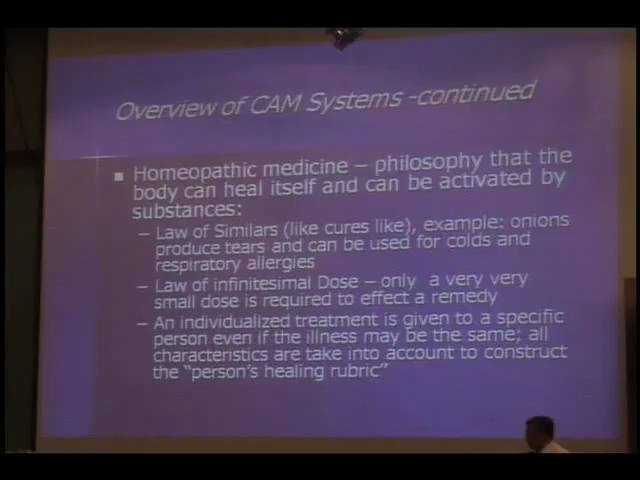 Overview of CAM Systems -continued
■ Homeopathic medicine – philosophy that the
body can heal itself and can be activated by
substances:
– Law of Similars (like cures like), example: onions
produce tears and can be used for colds and
respiratory allergies
– Law of infinitesimal Dose – only a very very
small dose is required to effect a remedy
– An individualized treatment is given to a specific
person even if the illness may be the same; all
characteristics are take into account to construct
the "person's healing rubric"